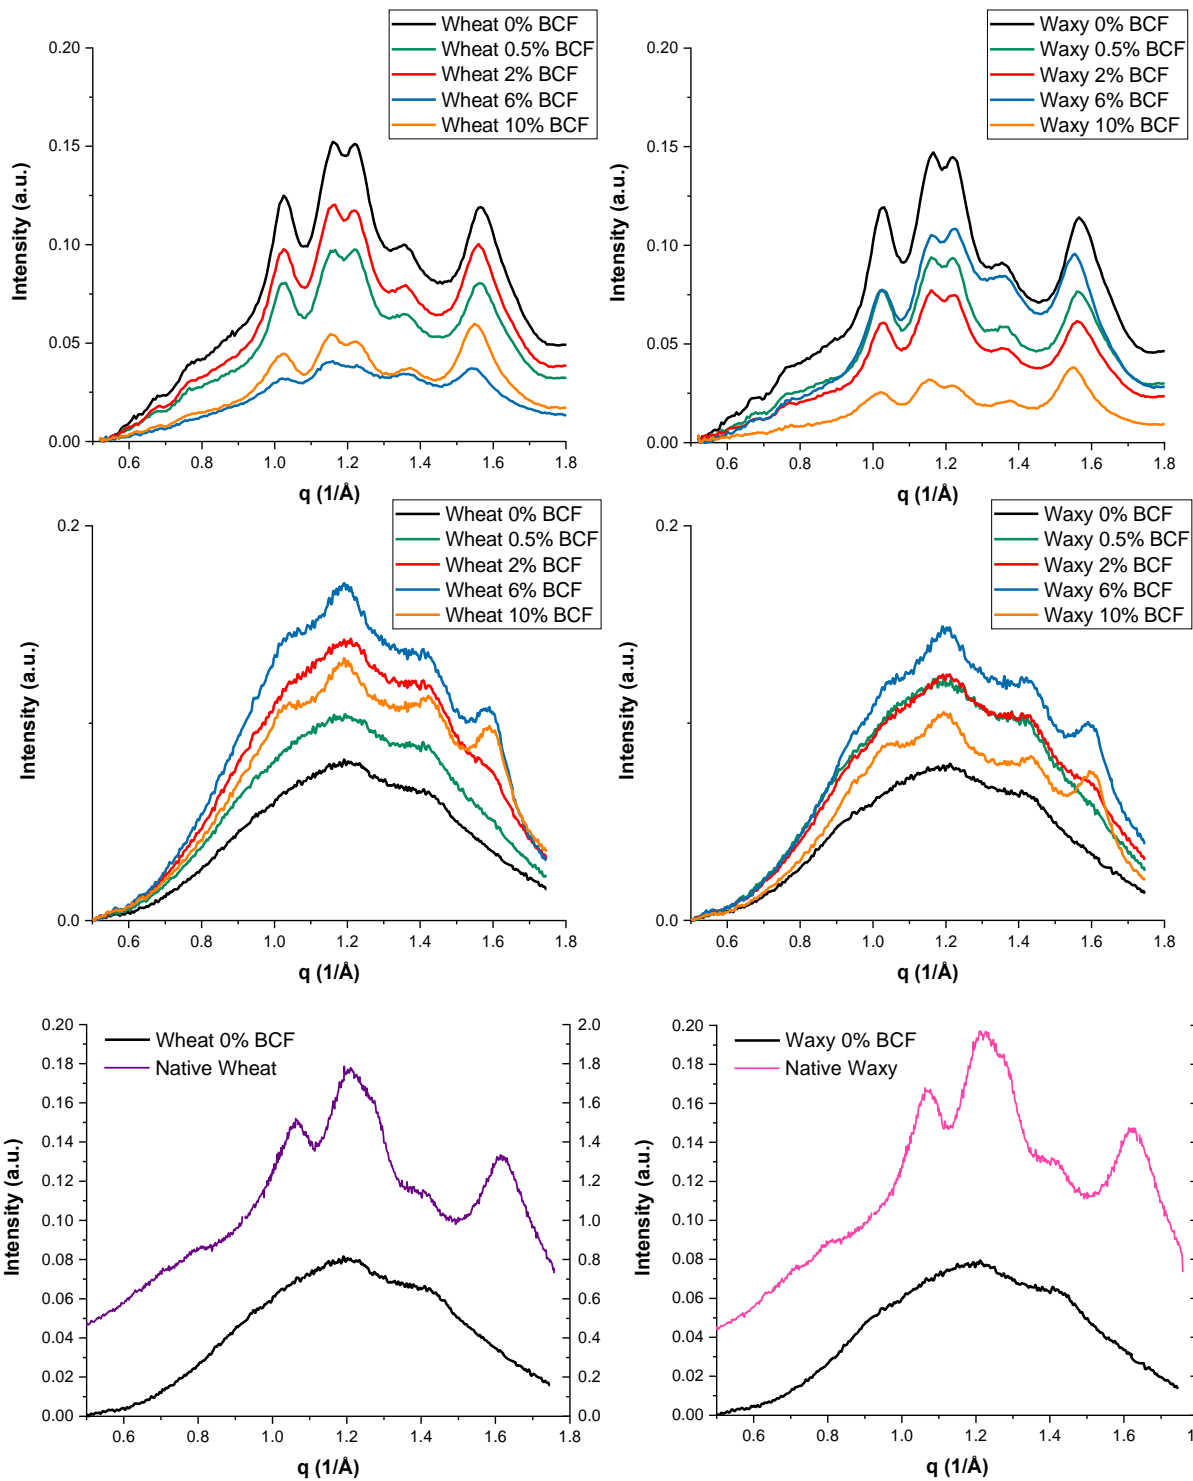 Wheat 0% BCF
Wheat 0.5% BCF
Wheat 2% BCF
Wheat 6% BCF
Wheat 10% BCF
0.20
0.15
0.10
0.05
0.00
0.6 0.8 1.0 1.2 1.4 1.6 1.8
Intensity (a.u.)
q (1/Å)
Waxy 0% BCF
Waxy 0.5% BCF
Waxy 2% BCF
Waxy 6% BCF
Waxy 10% BCF
0.20
0.15
0.10
0.05
0.00
0.6 0.8 1.0 1.2 1.4 1.6 1.8
Intensity (a.u.)
q (1/Å)
Wheat 0% BCF
Wheat 0.5% BCF
Wheat 2% BCF
Wheat 6% BCF
Wheat 10% BCF
0.2
0.0
0.6 0.8 1.0 1.2 1.4 1.6 1.8
Intensity (a.u.)
q (1/Å)
Waxy 0% BCF
Waxy 0.5% BCF
Waxy 2% BCF
Waxy 6% BCF
Waxy 10% BCF
0.2
0.0
0.6 0.8 1.0 1.2 1.4 1.6 1.8
Intensity (a.u.)
q (1/Å)
Wheat 0% BCF
Native Wheat
0.20
0.18
0.16
0.14
0.12
0.10
0.08
0.06
0.04
0.02
0.00
2.0
1.8
1.6
1.4
1.2
1.0
0.8
0.6
0.4
0.2
0.0
0.6 0.8 1.0 1.2 1.4 1.6 1.8
Intensity (a.u.)
q (1/Å)
Waxy 0% BCF
Native Waxy
0.20
0.18
0.16
0.14
0.12
0.10
0.08
0.06
0.04
0.02
0.00
0.6 0.8 1.0 1.2 1.4 1.6
Intensity (a.u.)
q (1/Å)